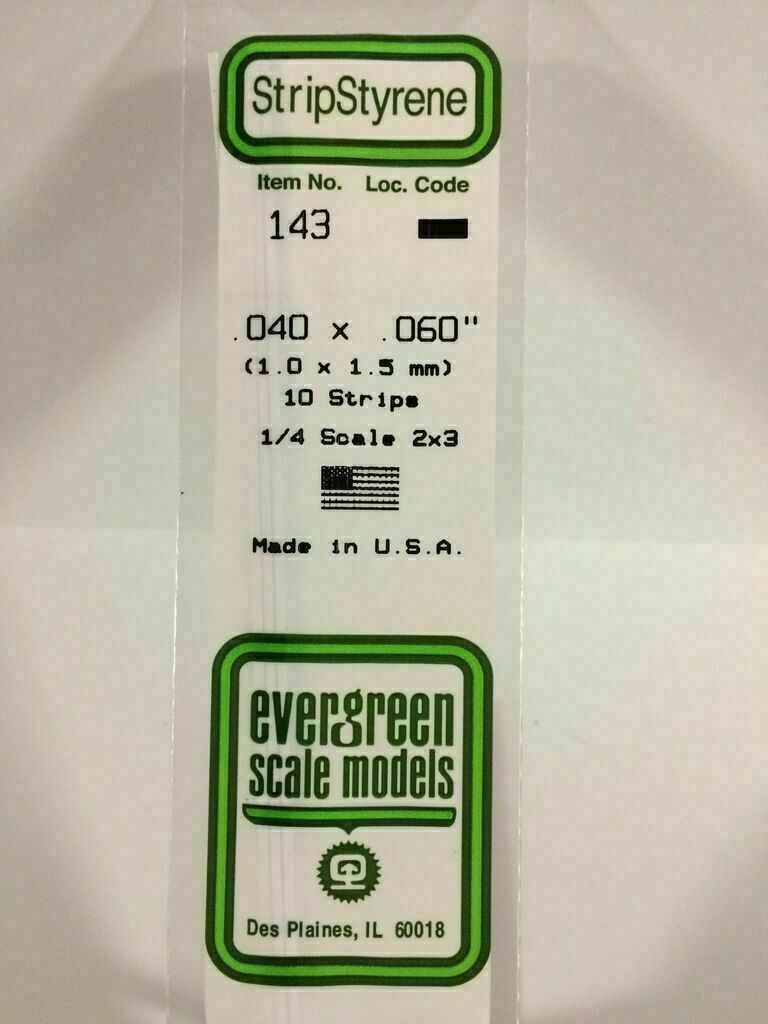 StripStyrene
Item No. Loc. Code
143
.040 x .060"
(1.0 x 1.5 mm)
10 Strips
1/4 Scale 2x3
Made in U.S.A.
evergreen
scale models
Des Plaines, IL 60018